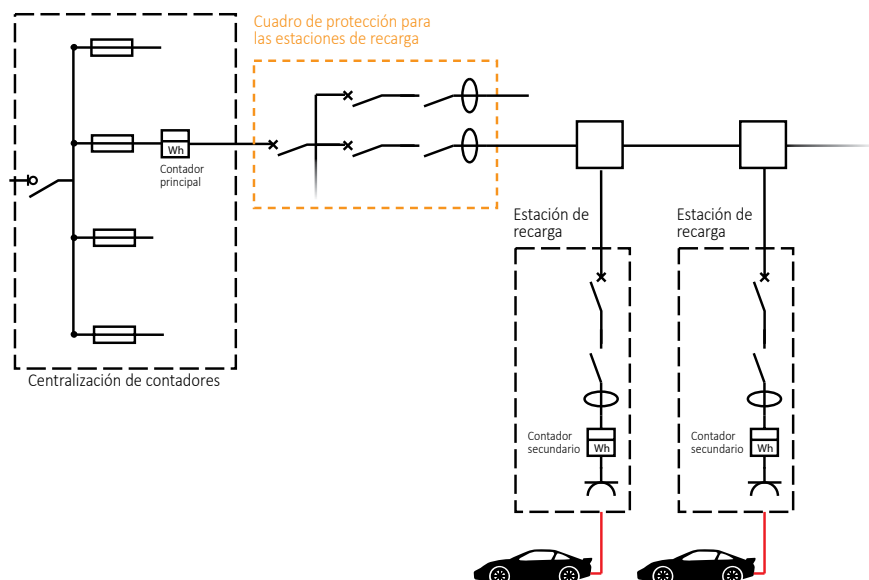 Cuadro de protección para
las estaciones de recarga
Wh
Contador
principal
Centralización de contadores
Estación de
recarga
Contador
secundario
Wh
Estación de
recarga
Contador
secundario
Wh